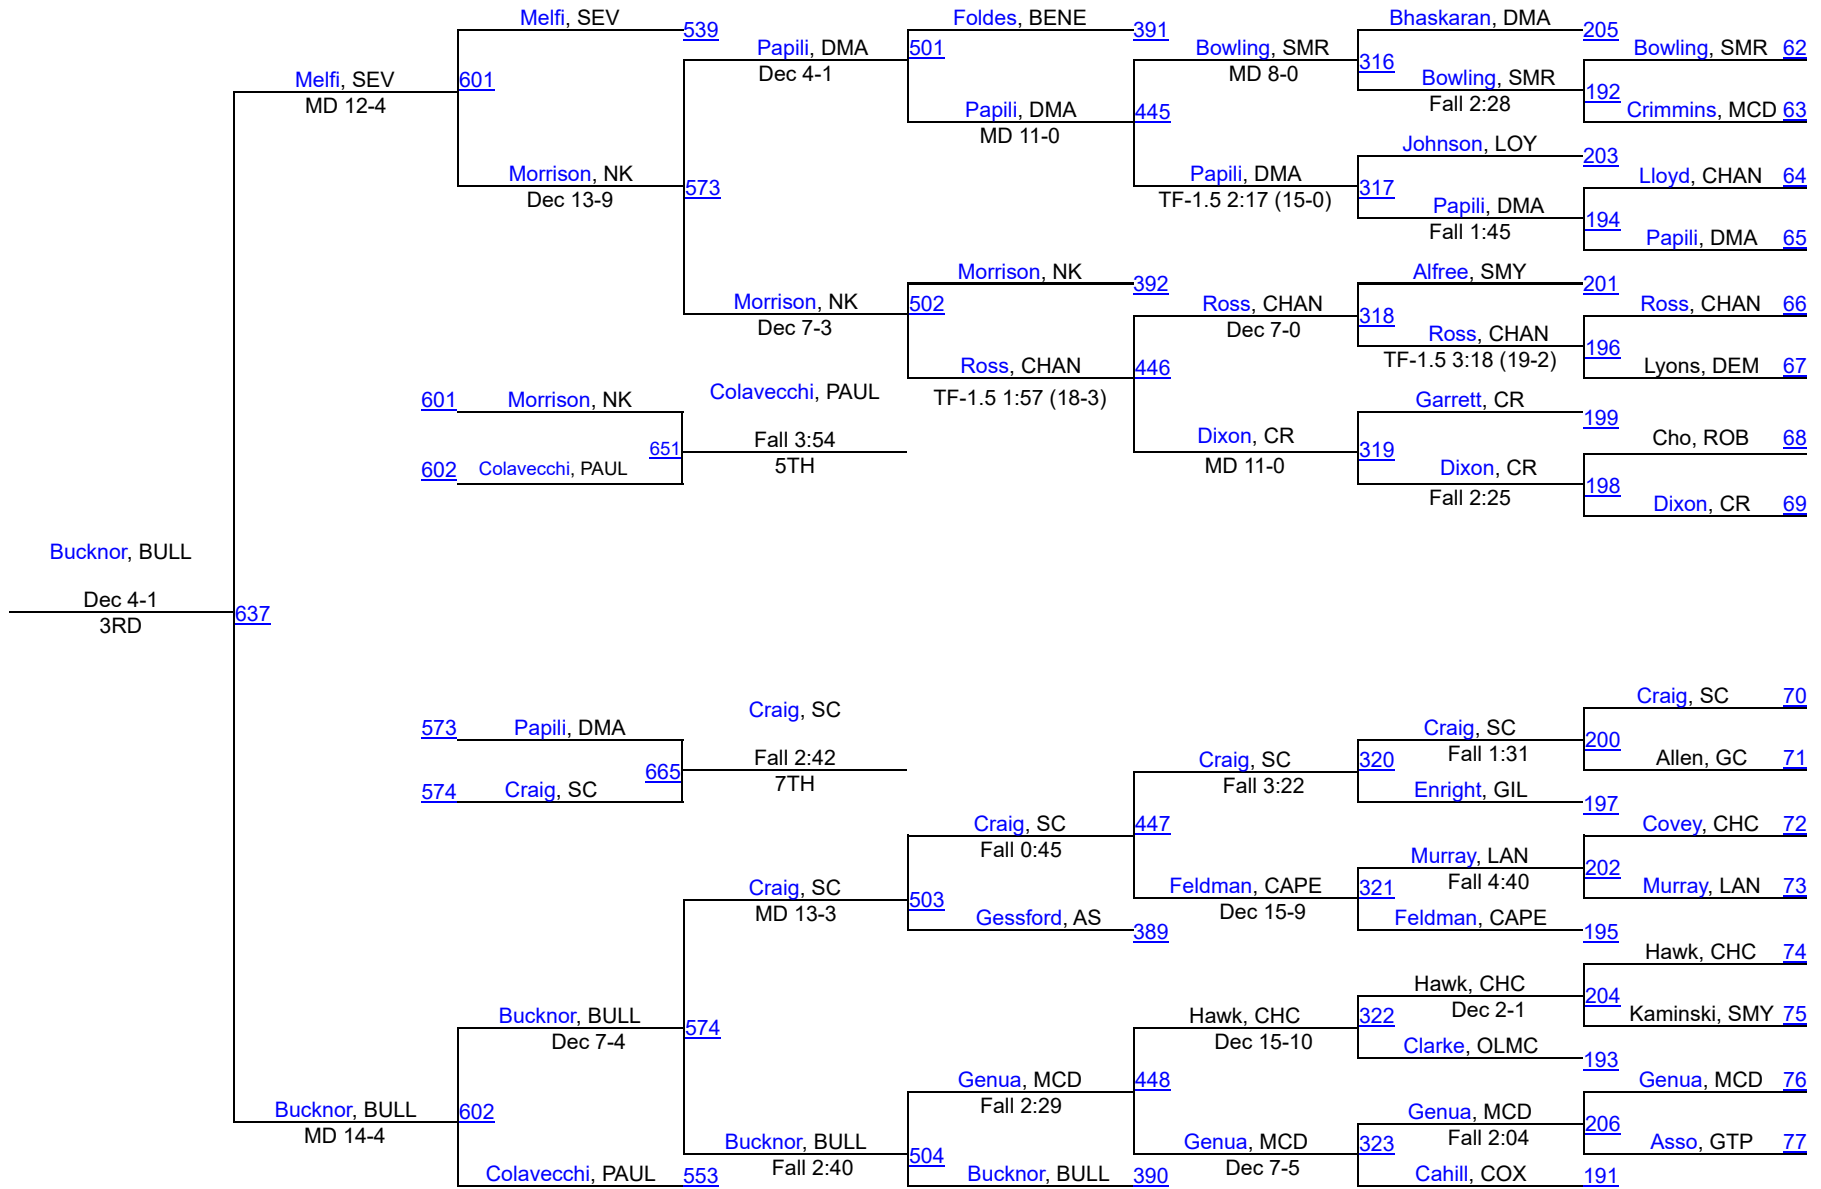 Melfi, SEV
539
Foldes, BENE
391
Bhaskaran, DMA
205
Papili, DMA
501
Dec 4-1
Bowling, SMR
MD 8-0
316
Bowling, SMR 62
Melfi, SEV
MD 12-4
601
Bowling, SMR
Fall 2:28
192
Papili, DMA
MD 11-0
445
Crimmins, MCD 63
Johnson, LOY
203
Morrison, NK
Dec 13-9
573
Papili, DMA
TF-1.5 2:17 (15-0)
317
Lloyd, CHAN 64
Papili, DMA
Fall 1:45
194
Papili, DMA 65
Morrison, NK
392
Alfree, SMY
201
Morrison, NK
Dec 7-3
502
Ross, CHAN
Dec 7-0
318
Ross, CHAN 66
Ross, CHAN
TF-1.5 3:18 (19-2)
196
Ross, CHAN
TF-1.5 1:57 (18-3)
446
Lyons, DEM 67
601 Morrison, NK
Colavecchi, PAUL
Garrett, CR
199
651
Fall 3:54
5TH
Dixon, CR
MD 11-0
319
Cho, ROB 68
602 Colavecchi, PAUL
Dixon, CR
Fall 2:25
198
Dixon, CR 69
Bucknor, BULL
Dec 4-1
3RD
637
Craig, SC 70
573 Papili, DMA
Craig, SC
Craig, SC
Fall 1:31
200
665
Fall 2:42
7TH
Craig, SC
Fall 3:22
320
Allen, GC 71
574 Craig, SC
Enright, GIL
197
Craig, SC
Fall 0:45
447
Covey, CHC 72
Murray, LAN
Fall 4:40
202
Craig, SC
MD 13-3
503
Feldman, CAPE
Dec 15-9
321
Murray, LAN 73
Gessford, AS
389
Feldman, CAPE
195
Hawk, CHC 74
Hawk, CHC
Dec 2-1
204
Bucknor, BULL
Dec 7-4
574
Hawk, CHC
Dec 15-10
322
Kaminski, SMY 75
Clarke, OLMC
193
Genua, MCD
Fall 2:29
448
Genua, MCD 76
Bucknor, BULL
MD 14-4
602
Genua, MCD
Fall 2:04
206
Bucknor, BULL
Fall 2:40
504
Genua, MCD
Dec 7-5
323
Asso, GTP 77
Colavecchi, PAUL
553
Bucknor, BULL
390
Cahill, COX
191